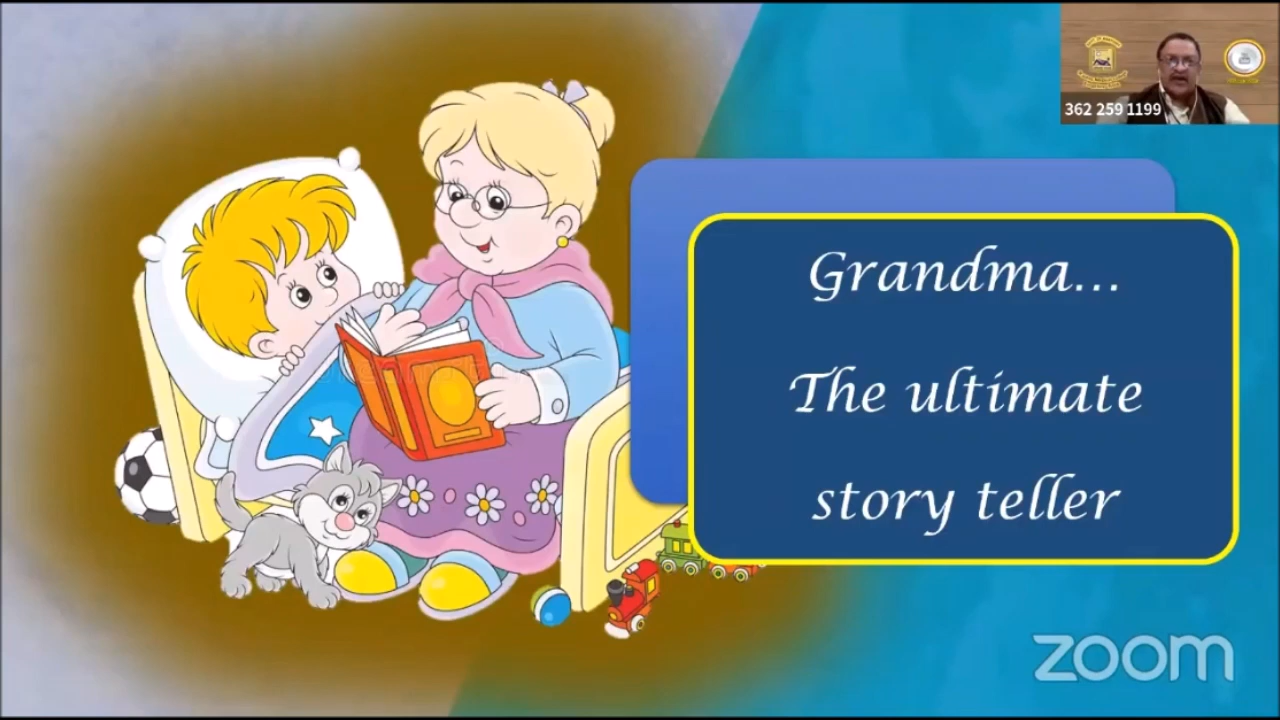 362 259 1199
Grandma...
The ultimate
story teller
zoom